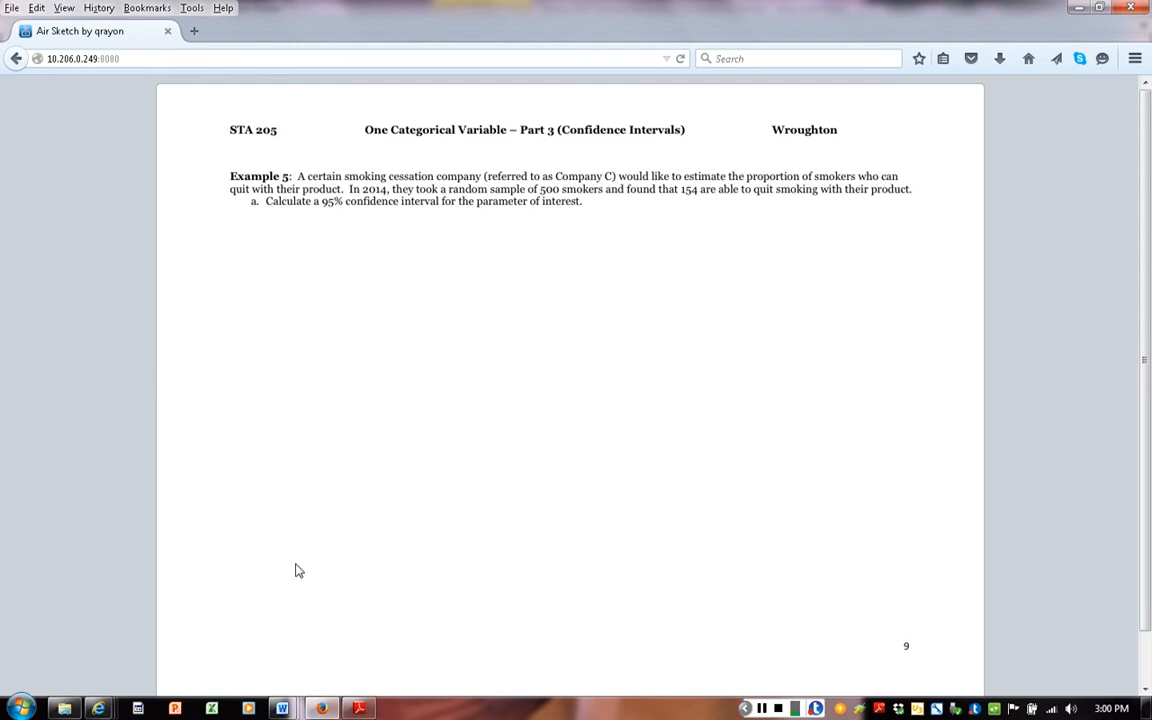 File Edit View History Bookmarks Tools Help
Air Sketch by qrayon
10.206.0.249:8080
Search
STA 205 One Categorical Variable – Part 3 (Confidence Intervals) Wroughton
Example 5: A certain smoking cessation company (referred to as Company C) would like to estimate the proportion of smokers who can
quit with their product. In 2014, they took a random sample of 500 smokers and found that 154 are able to quit smoking with their product.
a. Calculate a 95% confidence interval for the parameter of interest.
9
3:00 PM